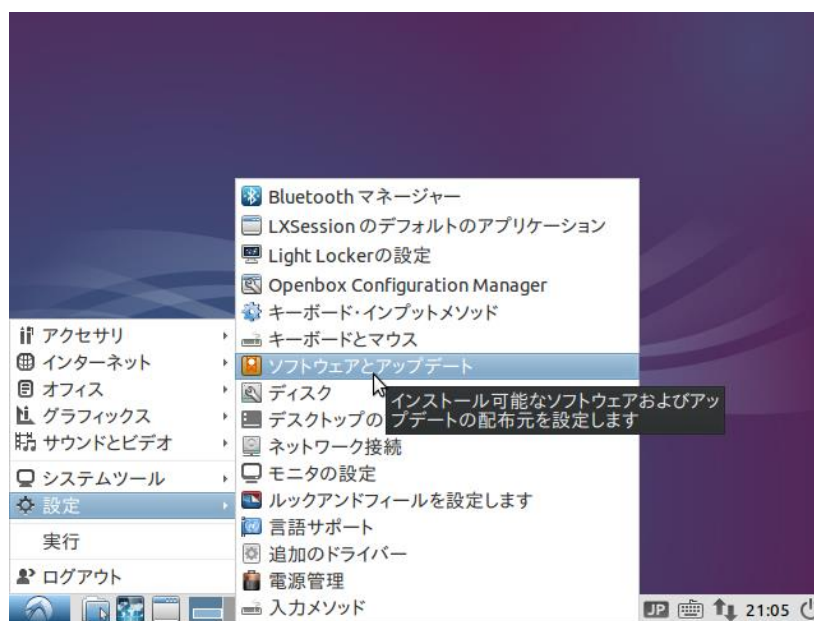 Bluetooth マネージャー
LXSession のデフォルトのアプリケーション
Light Lockerの設定
Openbox Configuration Manager
キーボード・インプットメソッド
キーボードとマウス
ソフトウェアとアップデート
ディスク
インストール可能なソフトウェアおよびアッ
プデートの配布元を設定します
デスクトップの
ネットワーク接続
モニタの設定
ルックアンドフィールを設定します
言語サポート
追加のドライバー
電源管理
入力メソッド
アクセサリ
インターネット
オフィス
グラフィックス
サウンドとビデオ
システムツール
設定
実行
ログアウト
JP 21:05